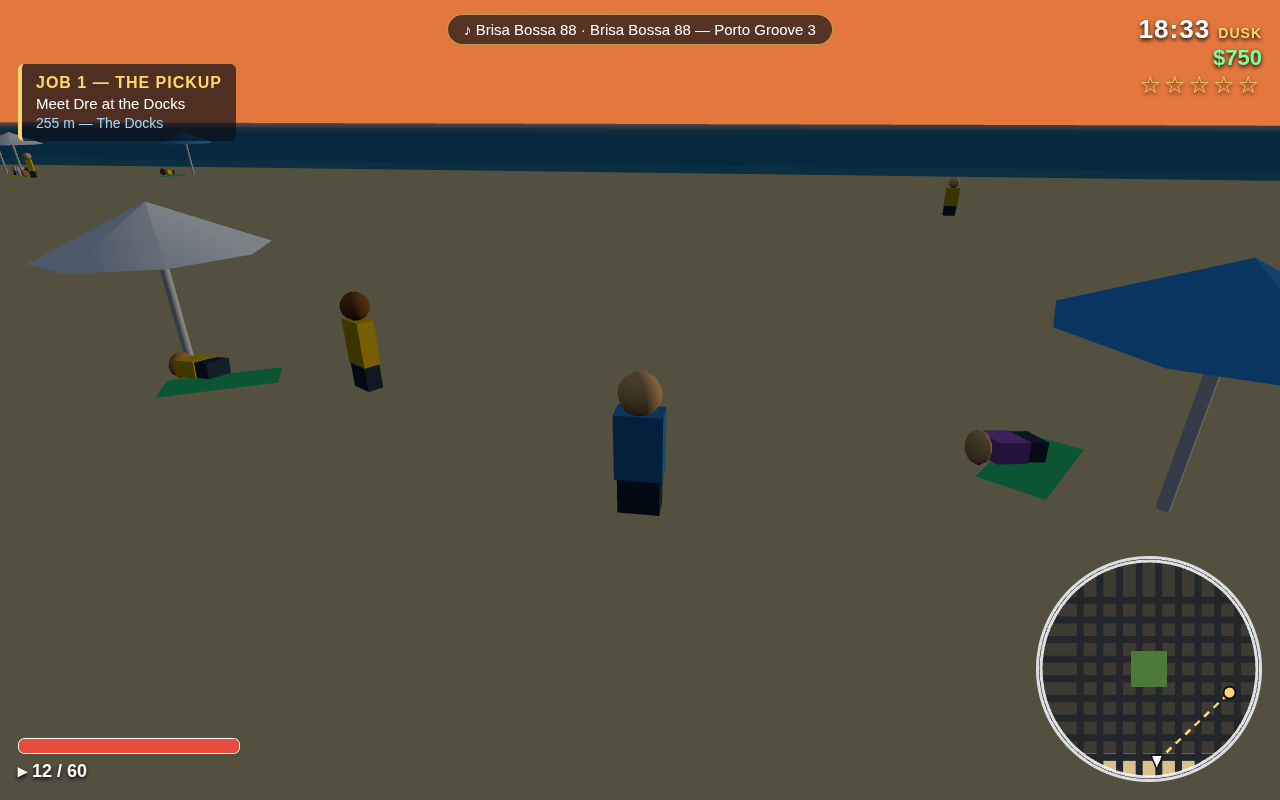 ♪ Brisa Bossa 88 · Brisa Bossa 88 — Porto Groove 3
18:33 DUSK
$750
JOB 1 — THE PICKUP
Meet Dre at the Docks
255 m — The Docks
▸ 12 / 60